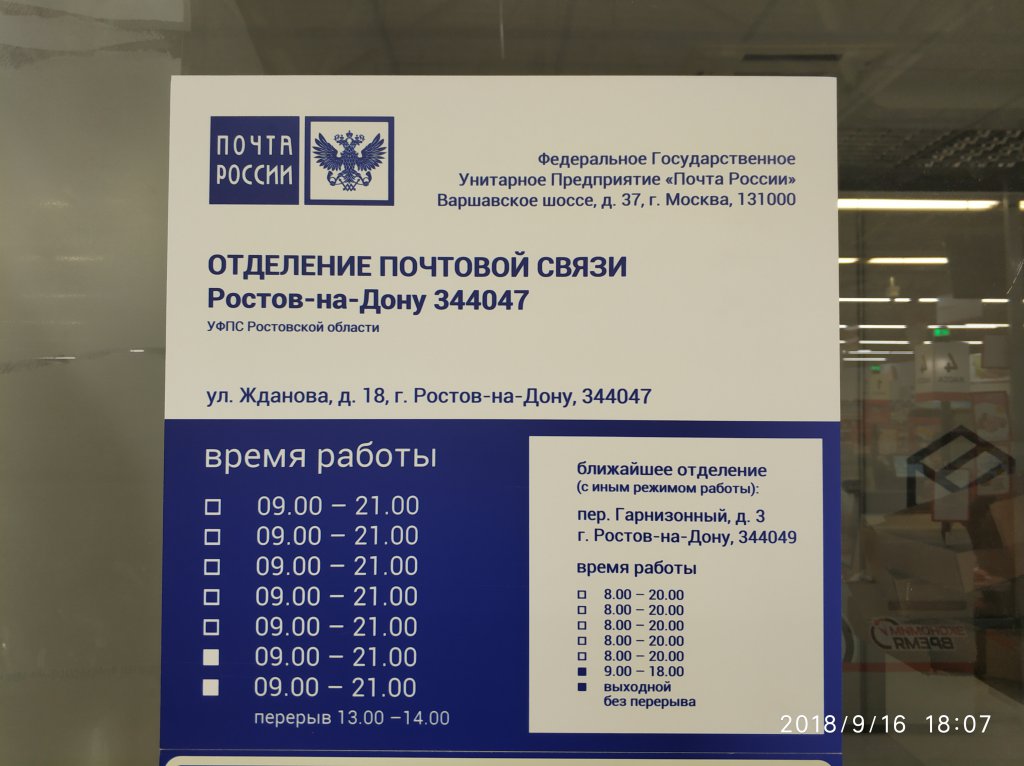 ПОЧТА
РОССИИ
Федеральное Государственное
Унитарное Предприятие «Почта России»
Варшавское шоссе, д. 37, г. Москва, 131000
ОТДЕЛЕНИЕ ПОЧТОВОЙ СВЯЗИ
Ростов-на-Дону 344047
УФПС Ростовской области
ул. Жданова, д. 18, г. Ростов-на-Дону, 344047
время работы
09.00 – 21.00
09.00 – 21.00
09.00 – 21.00
09.00 – 21.00
09.00 – 21.00
09.00 – 21.00
09.00 – 21.00
перерыв 13.00 –14.00
ближайшее отделение
(с иным режимом работы):
пер. Гарнизонный, д. 3
г. Ростов-на-Дону, 344049
время работы
8.00 – 20.00
8.00 – 20.00
8.00 – 20.00
8.00 – 20.00
8.00 – 20.00
9.00 – 18.00
выходной
без перерыва
4
КАССА
ЭКОНОМИМ
ВРЕМЯ
2018/9/16 18:07